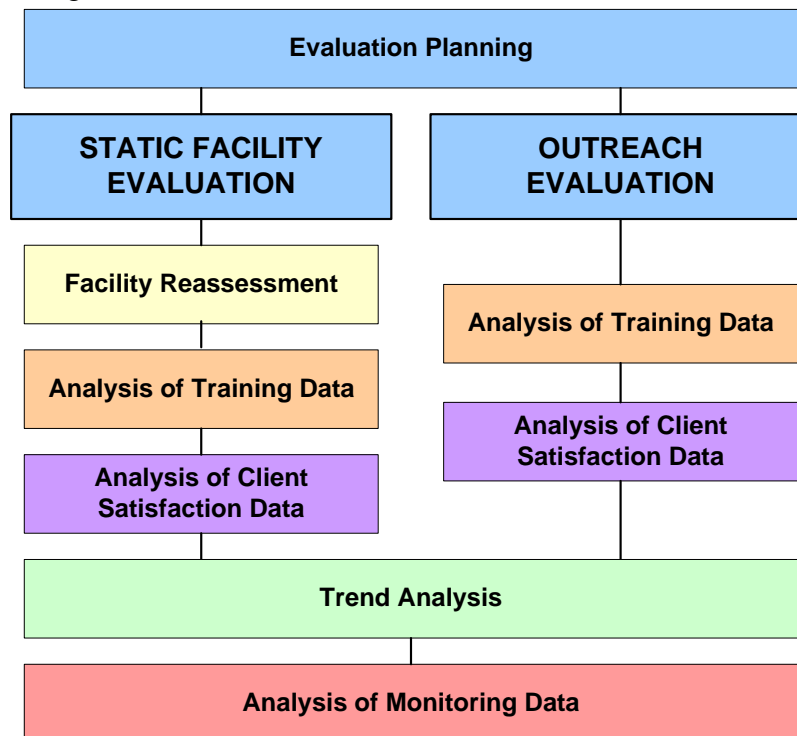 Evaluation Planning
STATIC FACILITY
EVALUATION
OUTREACH
EVALUATION
Facility Reassessment
Analysis of Training Data
Analysis of Client
Satisfaction Data
Analysis of Training Data
Analysis of Client
Satisfaction Data
Trend Analysis
Analysis of Monitoring Data